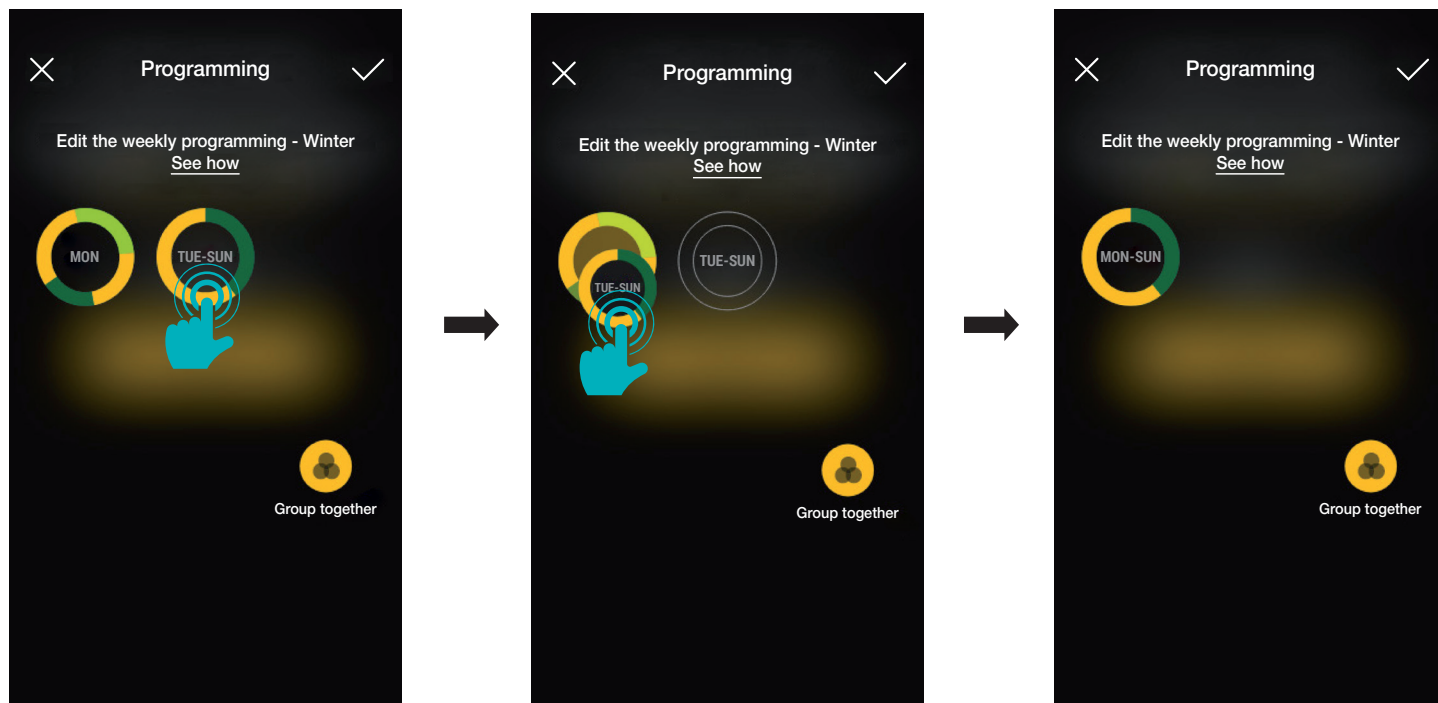 Programming
Edit the weekly programming - Winter
See how
MON
TUE-SUN
Group together
Programming
Edit the weekly programming - Winter
See how
TUE-SUN
TUE-SUN
Group together
Programming
Edit the weekly programming - Winter
See how
MON-SUN
Group together